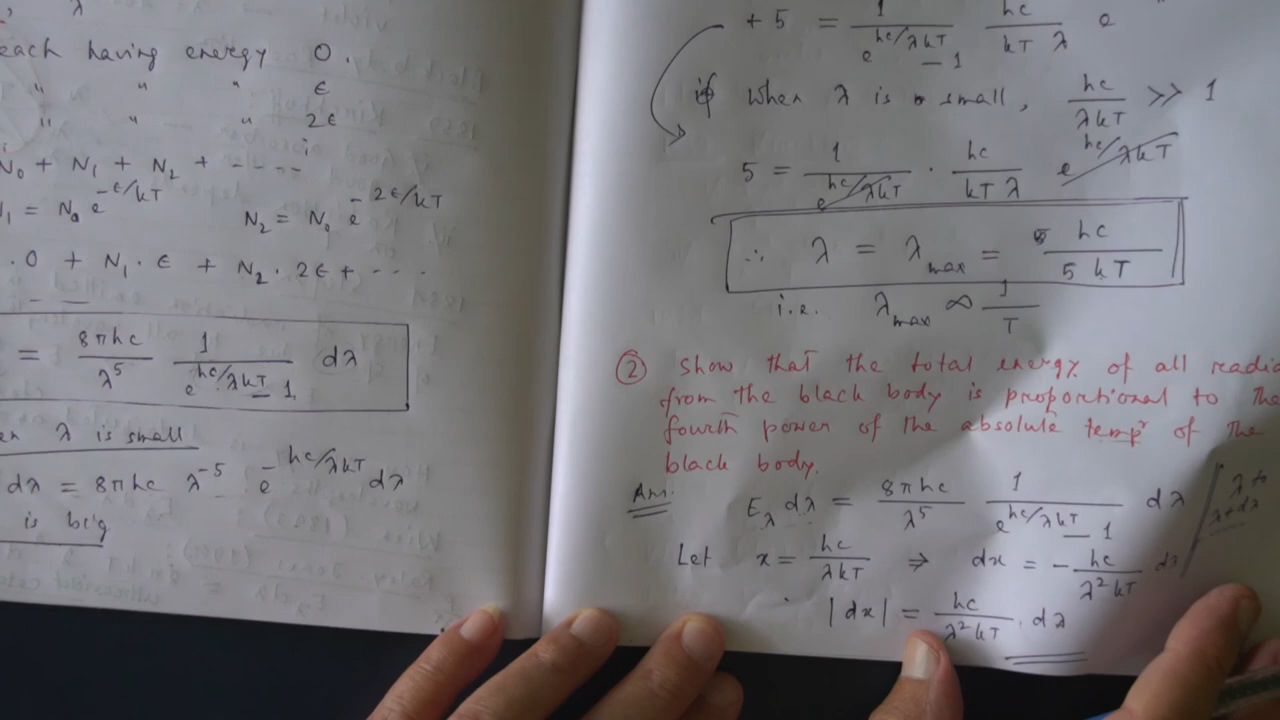 λ
each having energy 0.
" " " ε
" " " 2ε
N₀ + N₁ + N₂ + ----
N₁ = N₀ e^{-ε/kT} N₂ = N₀ e^{-2ε/kT}
.0 + N₁.ε + N₂.2ε + ---.
= 8πhc/λ⁵ 1/(e^{hc/λkT} - 1) dλ
λ is small
dλ = 8πhc λ⁻⁵ e^{-hc/λkT} dλ
is big
+5 = 1/(e^{hc/λkT} - 1) hc/(kT λ) e
when λ is small, hc/λkT >> 1
5 = 1/e^{hc/λkT} . hc/(kT λ) e^{hc/λkT}
∴ λ = λmax = hc/5kT
i.e. λmax ∝ 1/T
② Show that the total energy of all
from the black body is proportional to the
fourth power of the absolute tempr of the
black body.
Ans. E_λ dλ = 8πhc/λ⁵ 1/(e^{hc/λkT} - 1) dλ
λ to
λ+dλ
Let x = hc/λkT ⇒ dx = - hc/λ²kT dλ
∴ |dx| = hc/λ²kT . dλ